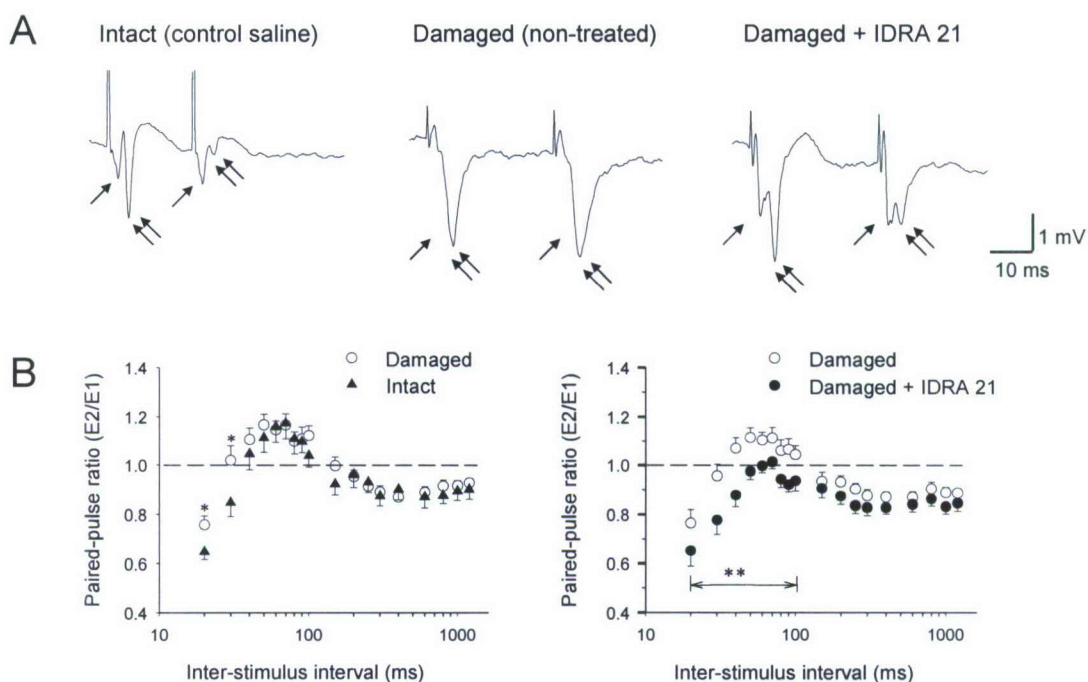 A
Intact (control saline)
Damaged (non-treated)
Damaged + IDRA 21
1 mV
10 ms
B
Damaged
Intact
Paired-pulse ratio (E2/E1)
1.4
1.2
1.0
0.8
0.6
0.4
*
*
10
100
1000
Inter-stimulus interval (ms)
Damaged
Damaged + IDRA 21
Paired-pulse ratio (E2/E1)
1.4
1.2
1.0
0.8
0.6
0.4
**
10
100
1000
Inter-stimulus interval (ms)